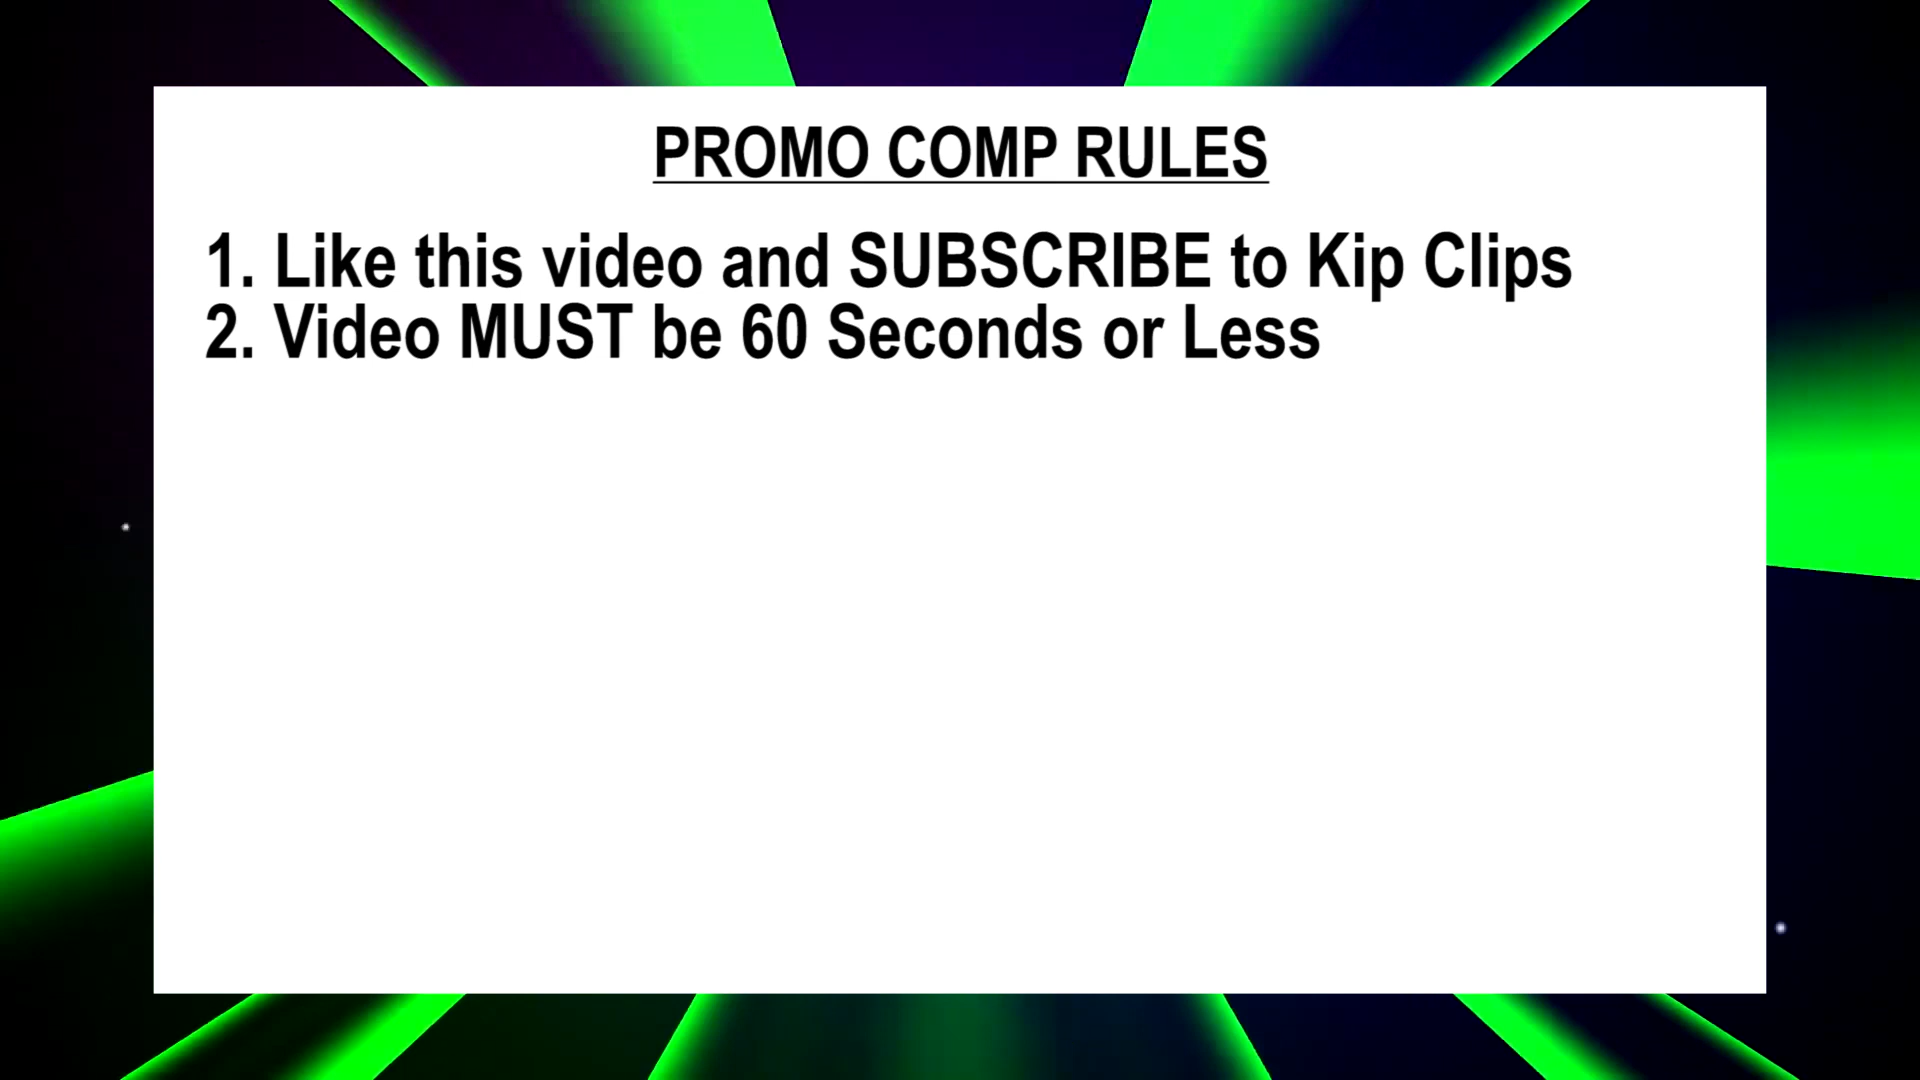 PROMO COMP RULES
1. Like this video and SUBSCRIBE to Kip Clips
2. Video MUST be 60 Seconds or Less